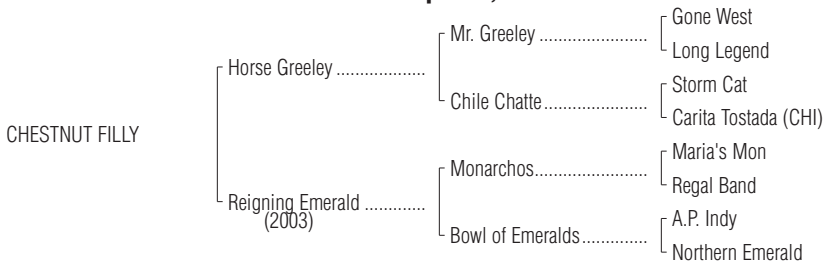 Gone West
Mr. Greeley ........................
Long Legend
Horse Greeley ...................
Storm Cat
Chile Chatte.......................
Carita Tostada (CHI)
CHESTNUT FILLY
Maria's Mon
Monarchos.........................
Regal Band
Reigning Emerald .............
(2003)
A.P. Indy
Bowl of Emeralds..............
Northern Emerald